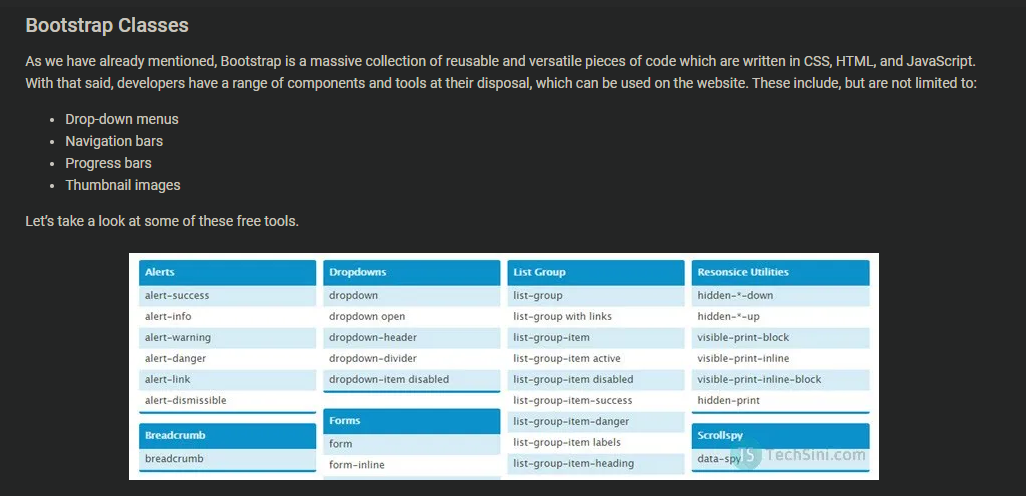 Bootstrap Classes
As we have already mentioned, Bootstrap is a massive collection of reusable and versatile pieces of code which are written in CSS, HTML, and JavaScript.
With that said, developers have a range of components and tools at their disposal, which can be used on the website. These include, but are not limited to:
• Drop-down menus
• Navigation bars
• Progress bars
• Thumbnail images
Let's take a look at some of these free tools.
Alerts
alert-success
alert-info
alert-warning
alert-danger
alert-link
alert-dismissible
Breadcrumb
breadcrumb
Dropdowns
dropdown
dropdown open
dropdown-header
dropdown-divider
dropdown-item disabled
Forms
form
form-inline
List Group
list-group
list-group with links
list-group-item
list-group-item active
list-group-item disabled
list-group-item-success
list-group-item-danger
list-group-item labels
list-group-item-heading
Resonsice Utilities
hidden-*-down
hidden-*-up
visible-print-block
visible-print-inline
visible-print-inline-block
hidden-print
Scrollspy
data-spy
TS TechSini.com